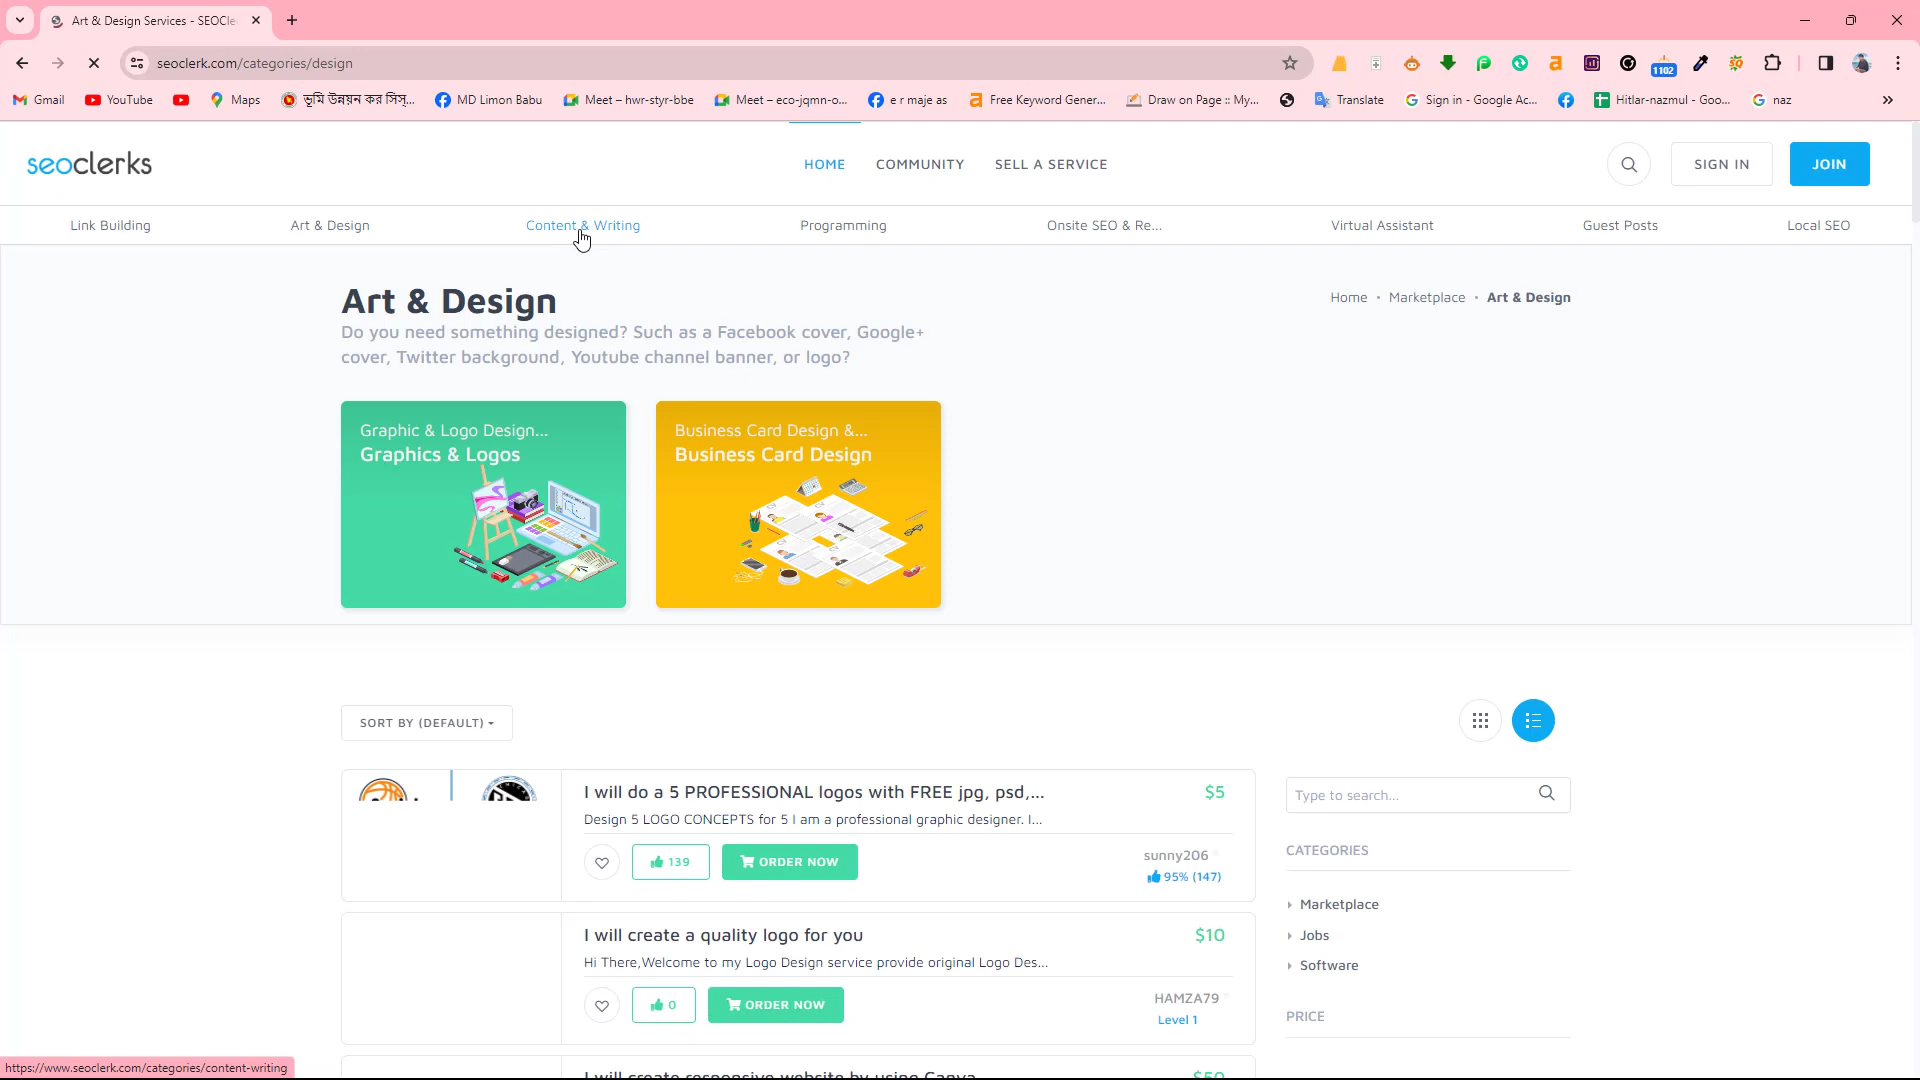 Art & Design Services - SEOCle
seoclerk.com/categories/design
1102
Gmail
YouTube
Maps
ভূমি উন্নয়ন কর সিস্...
MD Limon Babu
Meet – hwr-styr-bbe
Meet – eco-jqmn-o...
e r maje as
Free Keyword Gener...
Draw on Page :: My...
Translate
Sign in - Google Ac...
Hitlar-nazmul - Goo...
naz
seoclerks
HOME
COMMUNITY
SELL A SERVICE
SIGN IN
JOIN
Link Building
Art & Design
Content & Writing
Programming
Onsite SEO & Re...
Virtual Assistant
Guest Posts
Local SEO
Art & Design
Home • Marketplace • Art & Design
Do you need something designed? Such as a Facebook cover, Google+
cover, Twitter background, Youtube channel banner, or logo?
Graphic & Logo Design...
Graphics & Logos
Business Card Design &...
Business Card Design
SORT BY (DEFAULT)
I will do a 5 PROFESSIONAL logos with FREE jpg, psd,...
$5
Design 5 LOGO CONCEPTS for 5 I am a professional graphic designer. I...
139
ORDER NOW
sunny206
95% (147)
I will create a quality logo for you
$10
Hi There,Welcome to my Logo Design service provide original Logo Des...
0
ORDER NOW
HAMZA79
Level 1
I will create responsive website by using Canva
$50
Type to search...
CATEGORIES
Marketplace
Jobs
Software
PRICE
https://www.seoclerk.com/categories/content-writing